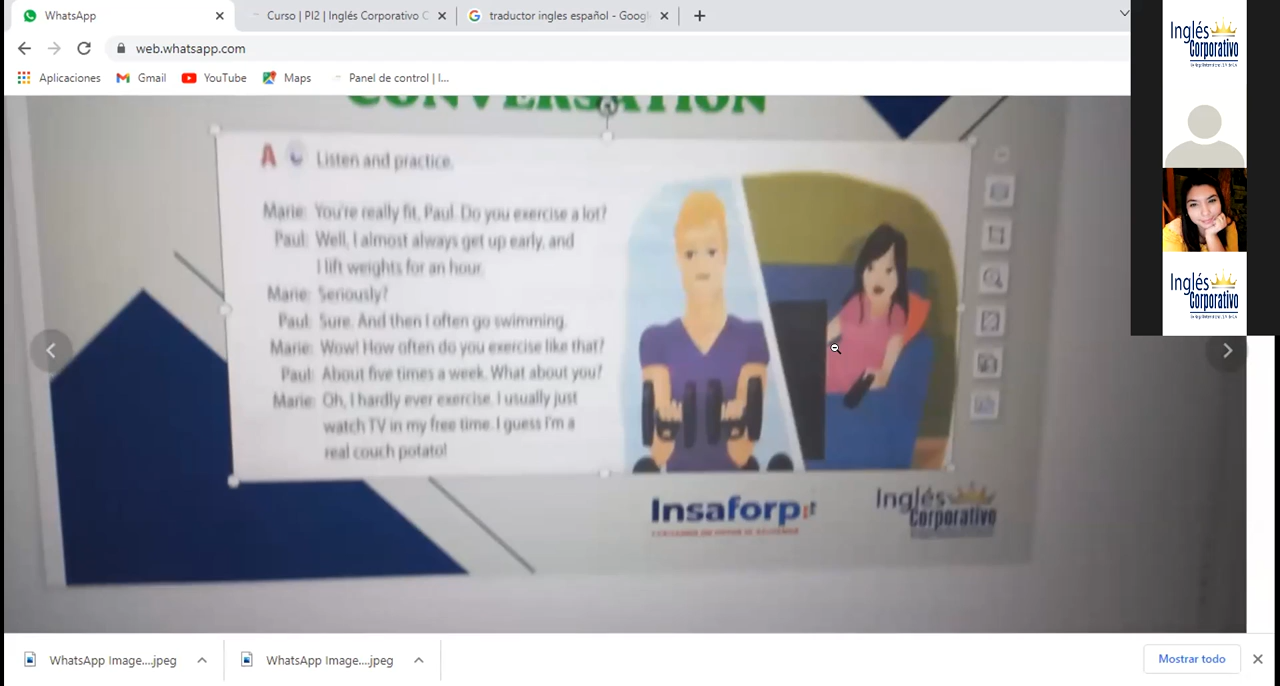 WhatsApp
Curso | PI2 | Inglés Corporativo C
traductor ingles español - Googl
web.whatsapp.com
Aplicaciones
Gmail
YouTube
Maps
Panel de control | I...
CONVERSATION
A Listen and practice.
Marie: You're really fit, Paul. Do you exercise a lot?
Paul: Well, I almost always get up early, and
I lift weights for an hour.
Marie: Seriously?
Paul: Sure. And then I often go swimming.
Marie: Wow! How often do you exercise like that?
Paul: About five times a week. What about you?
Marie: Oh, I hardly ever exercise. I usually just
watch TV in my free time. I guess I'm a
real couch potato!
Insaforp
Inglés
Corporativo
Inglés
Corporativo
Inglés
Corporativo
WhatsApp Image....jpeg
WhatsApp Image....jpeg
Mostrar todo